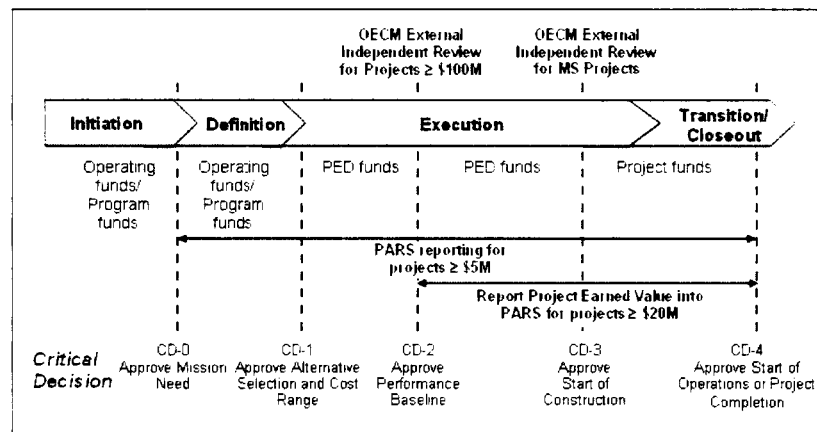 OECM External
Independent Review
for Projects ≥ $100M
OECM External
Independent Review
for MS Projects
Initiation
Definition
Execution
Transition/
Closeout
Operating
funds/
Program
funds
Operating
funds/
Program
funds
PED funds
PED funds
Project funds
PARS reporting for
projects ≥ $5M
Report Project Earned Value into
PARS for projects ≥ $20M
Critical
Decision
CD-0
Approve Mission
Need
CD-1
Approve Alternative
Selection and Cost
Range
CD-2
Approve
Performance
Baseline
CD-3
Approve
Start of
Construction
CD-4
Approve Start of
Operations or Project
Completion